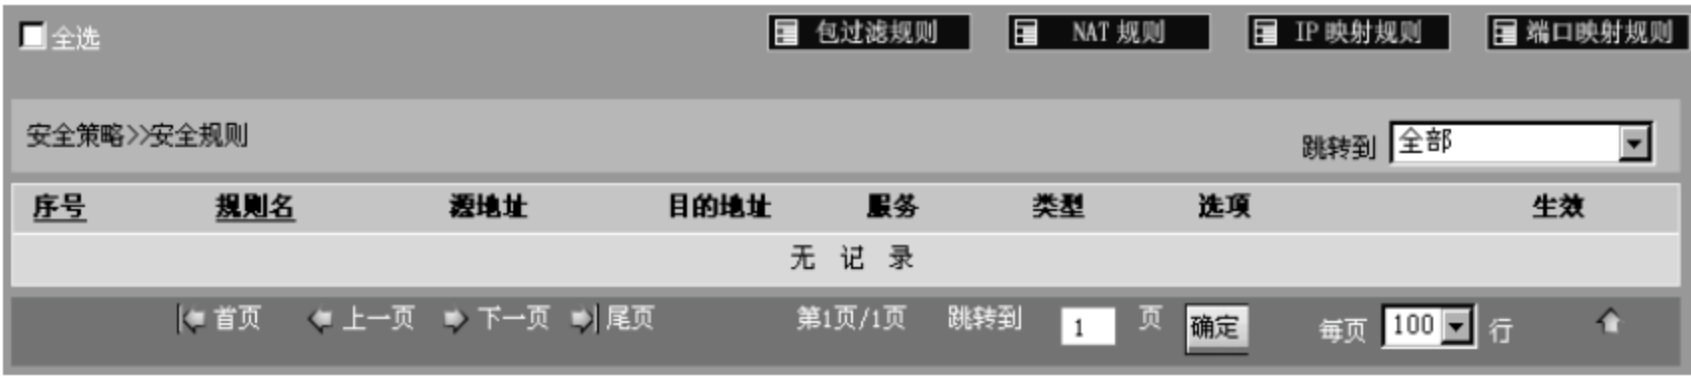 全选 包过滤规则 NAT 规则 IP 映射规则 端口映射规则
安全策略>>安全规则 跳转到 全部
序号 规则名 源地址 目的地址 服务 类型 选项 生效
无 记 录
首页 上一页 下一页 尾页 第1页/1页 跳转到 1 页 确定 每页 100 行